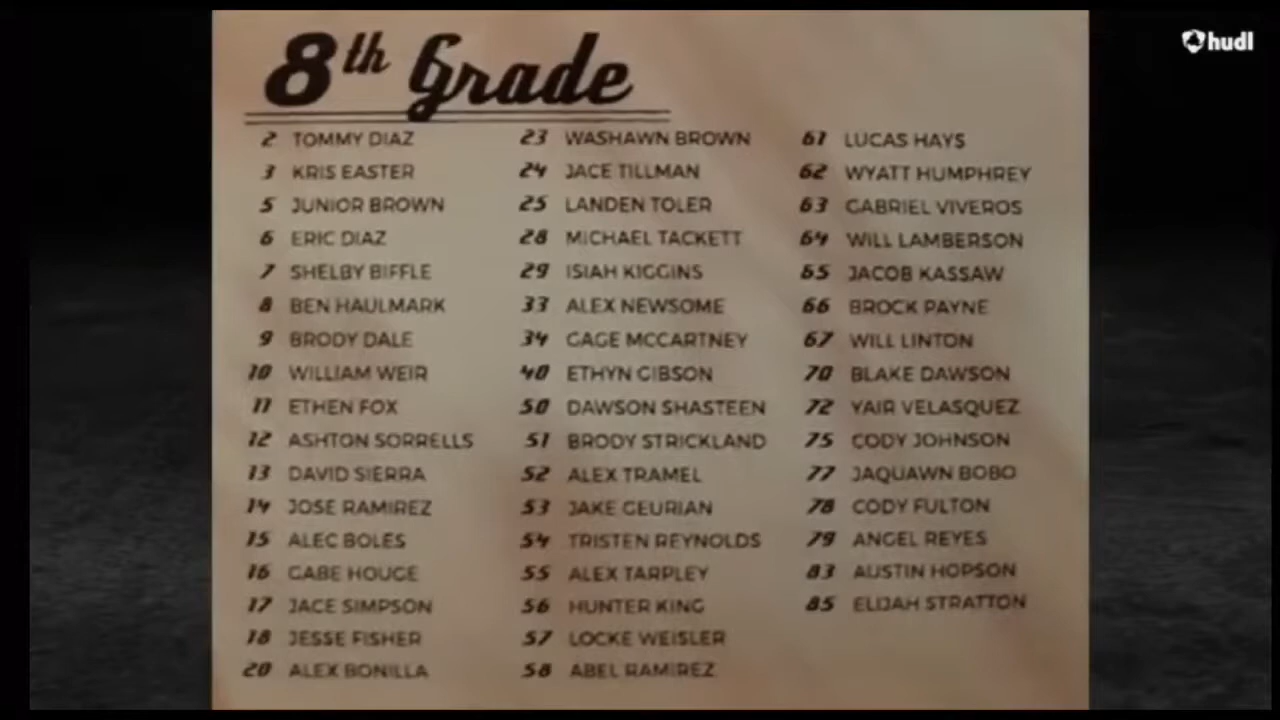 hudl
8th Grade
2 TOMMY DIAZ
3 KRIS EASTER
5 JUNIOR BROWN
6 ERIC DIAZ
7 SHELBY BIFFLE
8 BEN HAULMARK
9 BRODY DALE
10 WILLIAM WEIR
11 ETHEN FOX
12 ASHTON SORRELLS
13 DAVID SIERRA
14 JOSE RAMIREZ
15 ALEC BOLES
16 GABE HOUGE
17 JACE SIMPSON
18 JESSE FISHER
20 ALEX BONILLA
23 WASHAWN BROWN
24 JACE TILLMAN
25 LANDEN TOLER
28 MICHAEL TACKETT
29 ISIAH KIGGINS
33 ALEX NEWSOME
34 GAGE MCCARTNEY
40 ETHYN GIBSON
50 DAWSON SHASTEEN
51 BRODY STRICKLAND
52 ALEX TRAMEL
53 JAKE GEURIAN
54 TRISTEN REYNOLDS
55 ALEX TARPLEY
56 HUNTER KING
57 LOCKE WEISLER
58 ABEL RAMIREZ
61 LUCAS HAYS
62 WYATT HUMPHREY
63 GABRIEL VIVEROS
64 WILL LAMBERSON
65 JACOB KASSAW
66 BROCK PAYNE
67 WILL LINTON
70 BLAKE DAWSON
72 YAIR VELASQUEZ
75 CODY JOHNSON
77 JAQUAWN BOBO
78 CODY FULTON
79 ANGEL REYES
83 AUSTIN HOPSON
85 ELIJAH STRATTON